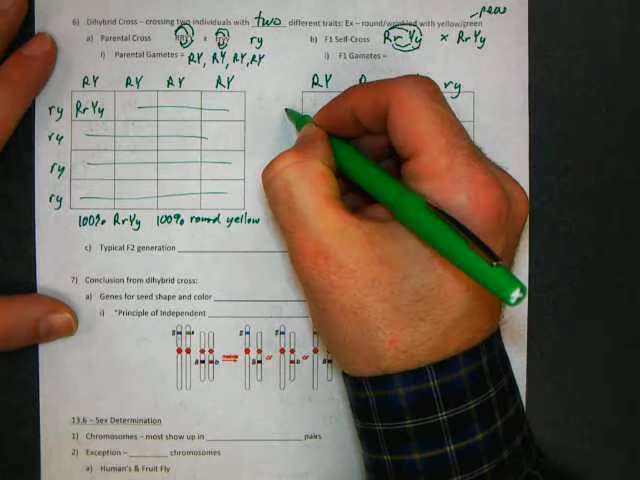 6) Dihybrid Cross – crossing two individuals with two different traits: Ex – round/wrinkled with yellow/green
peas
a) Parental Cross x rryy
b) F1 Self-Cross RrYy x RrYy
i) Parental Gametes = RY, RY, RY, RY
i) F1 Gametes =
RY RY RY RY
RY ry
ry RrYy
ry
ry
ry
100% RrYy 100% round yellow
c) Typical F2 generation
7) Conclusion from dihybrid cross:
a) Genes for seed shape and color
i) "Principle of Independent
or or
13.6 – Sex Determination
1) Chromosomes – most show up in pairs
2) Exception – chromosomes
a) Human's & Fruit Fly